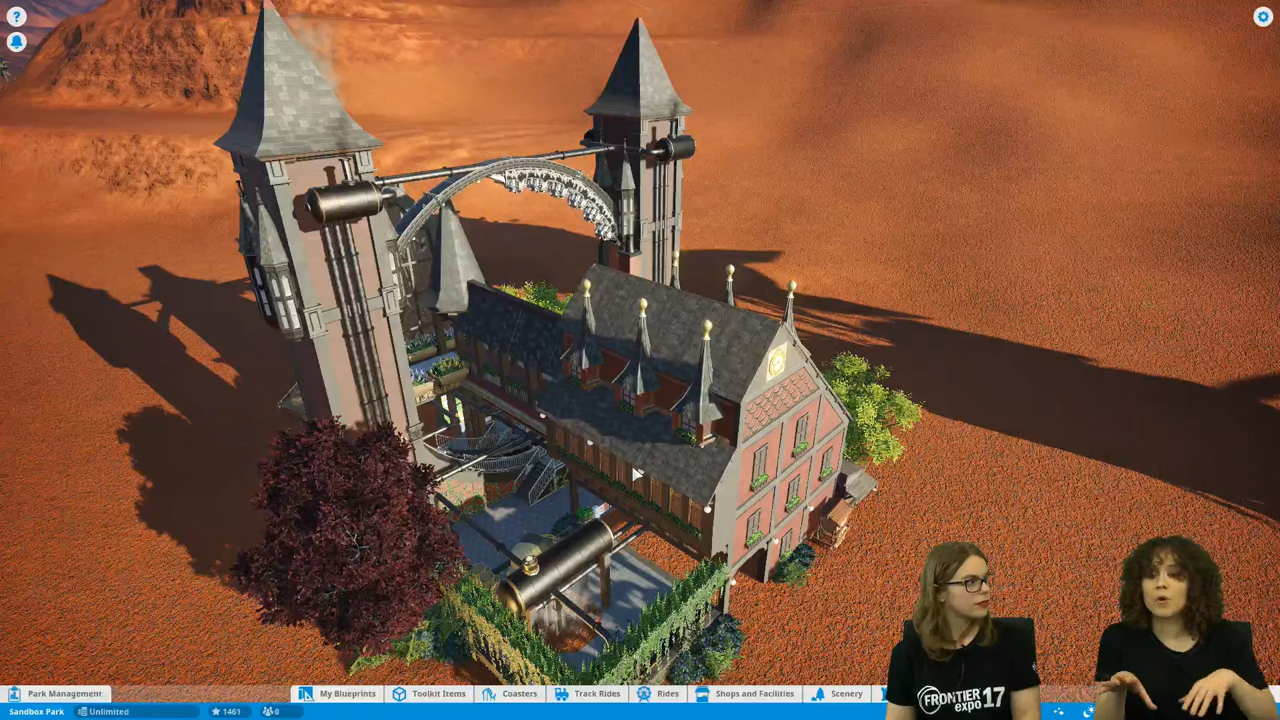 ?
Park Management
My Blueprints
Toolkit Items
Coasters
Track Rides
Rides
Shops and Facilities
Scenery
Sandbox Park
Unlimited
1461
0
FRONTIER
expo 17